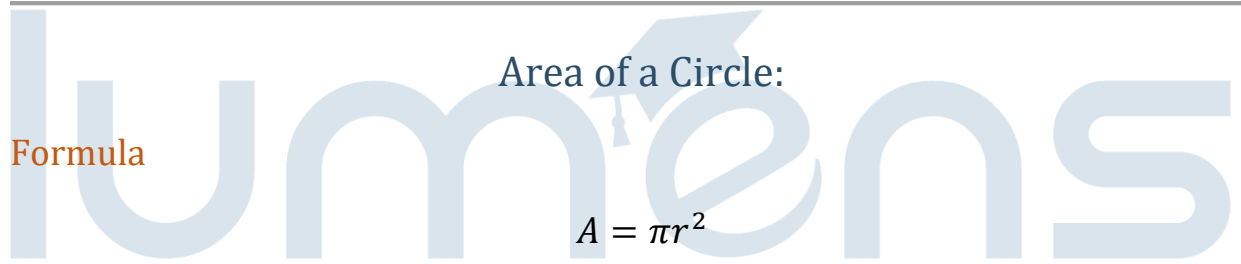 Area of a Circle:
Formula
𝐴 = 𝜋𝑟²
lumens